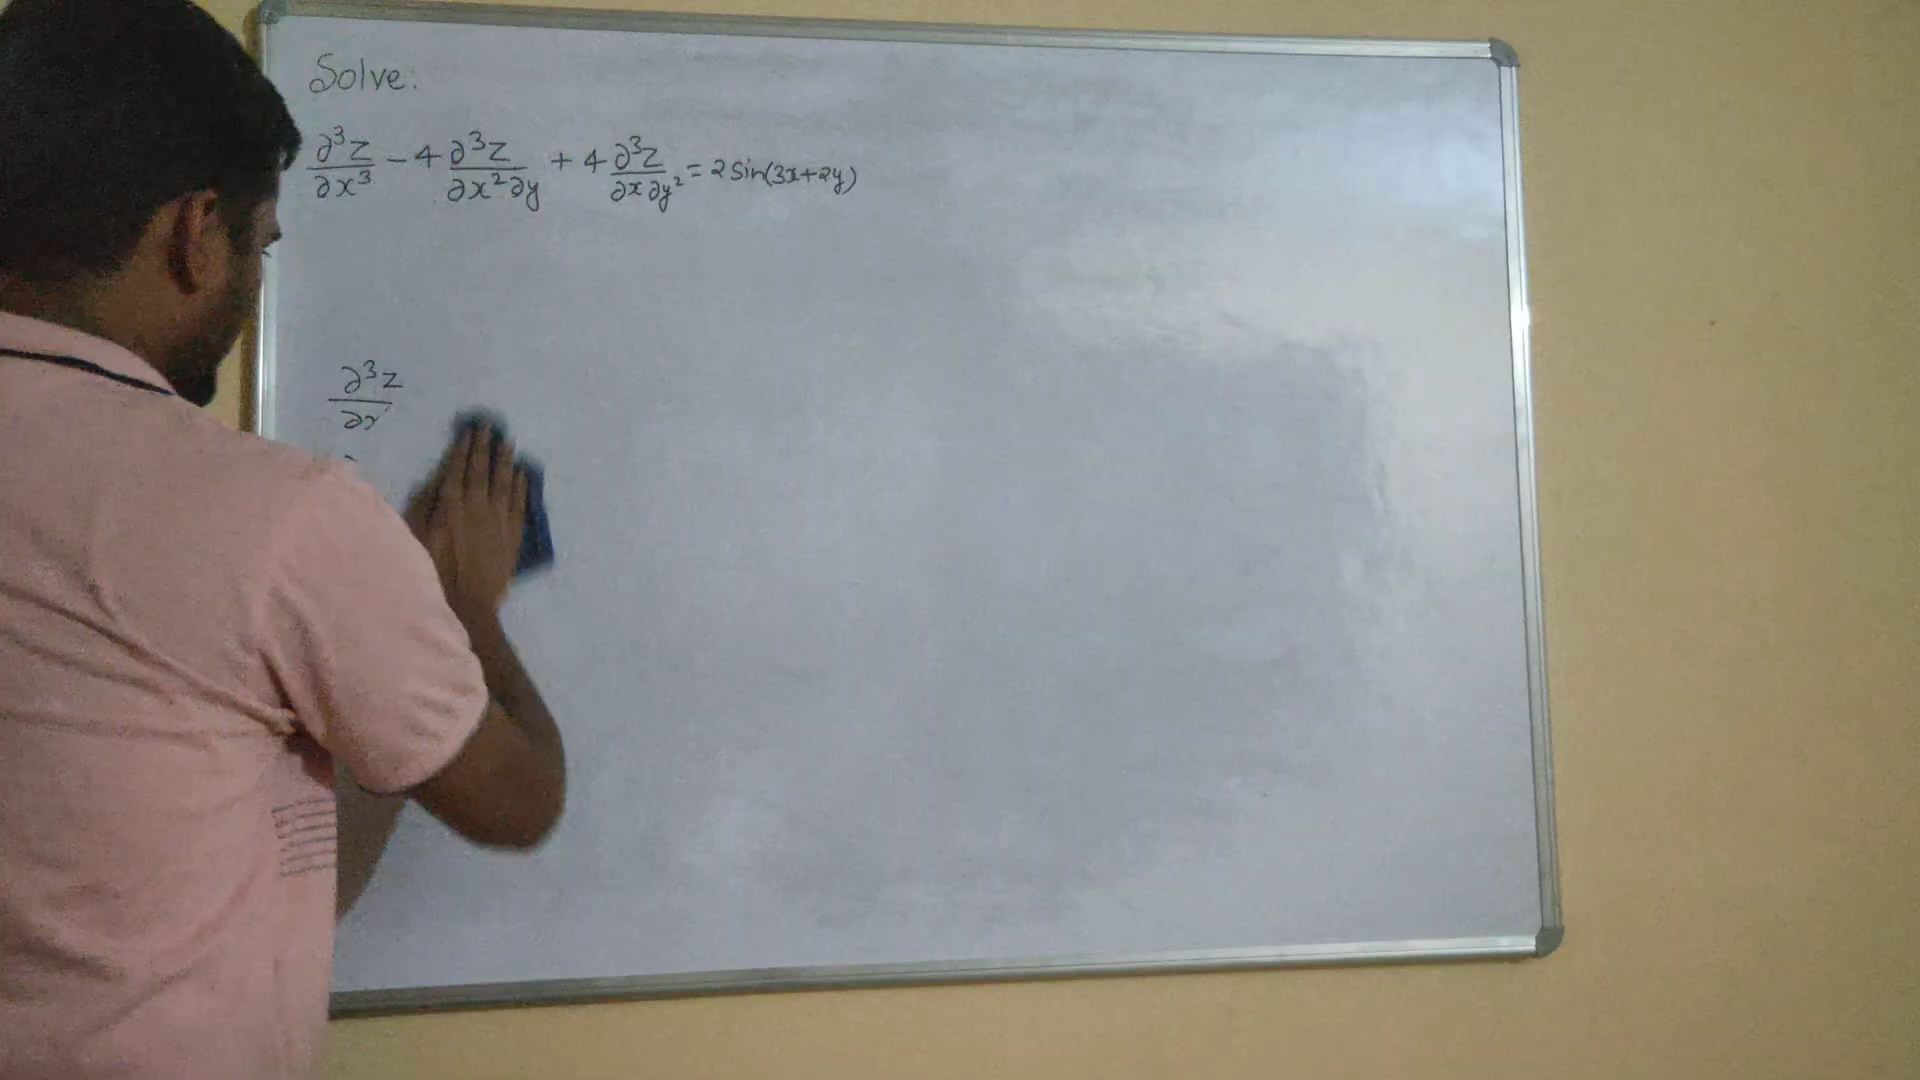 Solve:
∂³z/∂x³ - 4 ∂³z/∂x²∂y + 4 ∂³z/∂x∂y² = 2 Sin(3x+2y)
∂³z/∂x